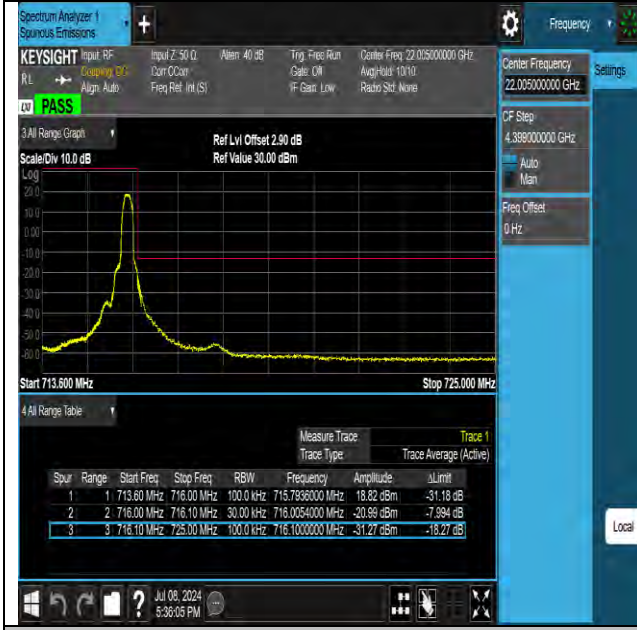 Spectrum Analyzer 1
Spurious Emissions
+
Frequency
KEYSIGHT Input: RF Input Z: 50 Ω Atten: 40 dB Trig: Free Run Center Freq: 22.005000000 GHz
RL Coupling: DC Corr CCorr Gate: Off Avg|Hold: 10/10
Align: Auto Freq Ref: Int (S) IF Gain: Low Radio Std: None
PASS
Center Frequency
22.005000000 GHz
Settings
CF Step
4.399000000 GHz
Auto
Man
Freq Offset
0 Hz
3 All Range Graph
Ref Lvl Offset 2.90 dB
Scale/Div 10.0 dB Ref Value 30.00 dBm
Log
20.0
10.0
0.00
-10.0
-20.0
-30.0
-40.0
-50.0
-60.0
Start 713.600 MHz Stop 725.000 MHz
4 All Range Table
Measure Trace Trace 1
Trace Type Trace Average (Active)
Spur Range Start Freq Stop Freq RBW Frequency Amplitude ΔLimit
1 1 713.60 MHz 716.00 MHz 100.0 kHz 715.7936000 MHz 18.82 dBm -31.18 dB
2 2 716.00 MHz 716.10 MHz 30.00 kHz 716.0054000 MHz -20.99 dBm -7.994 dB
3 3 716.10 MHz 725.00 MHz 100.0 kHz 716.1000000 MHz -31.27 dBm -18.27 dB
Local
?
Jul 08, 2024
5:36:05 PM